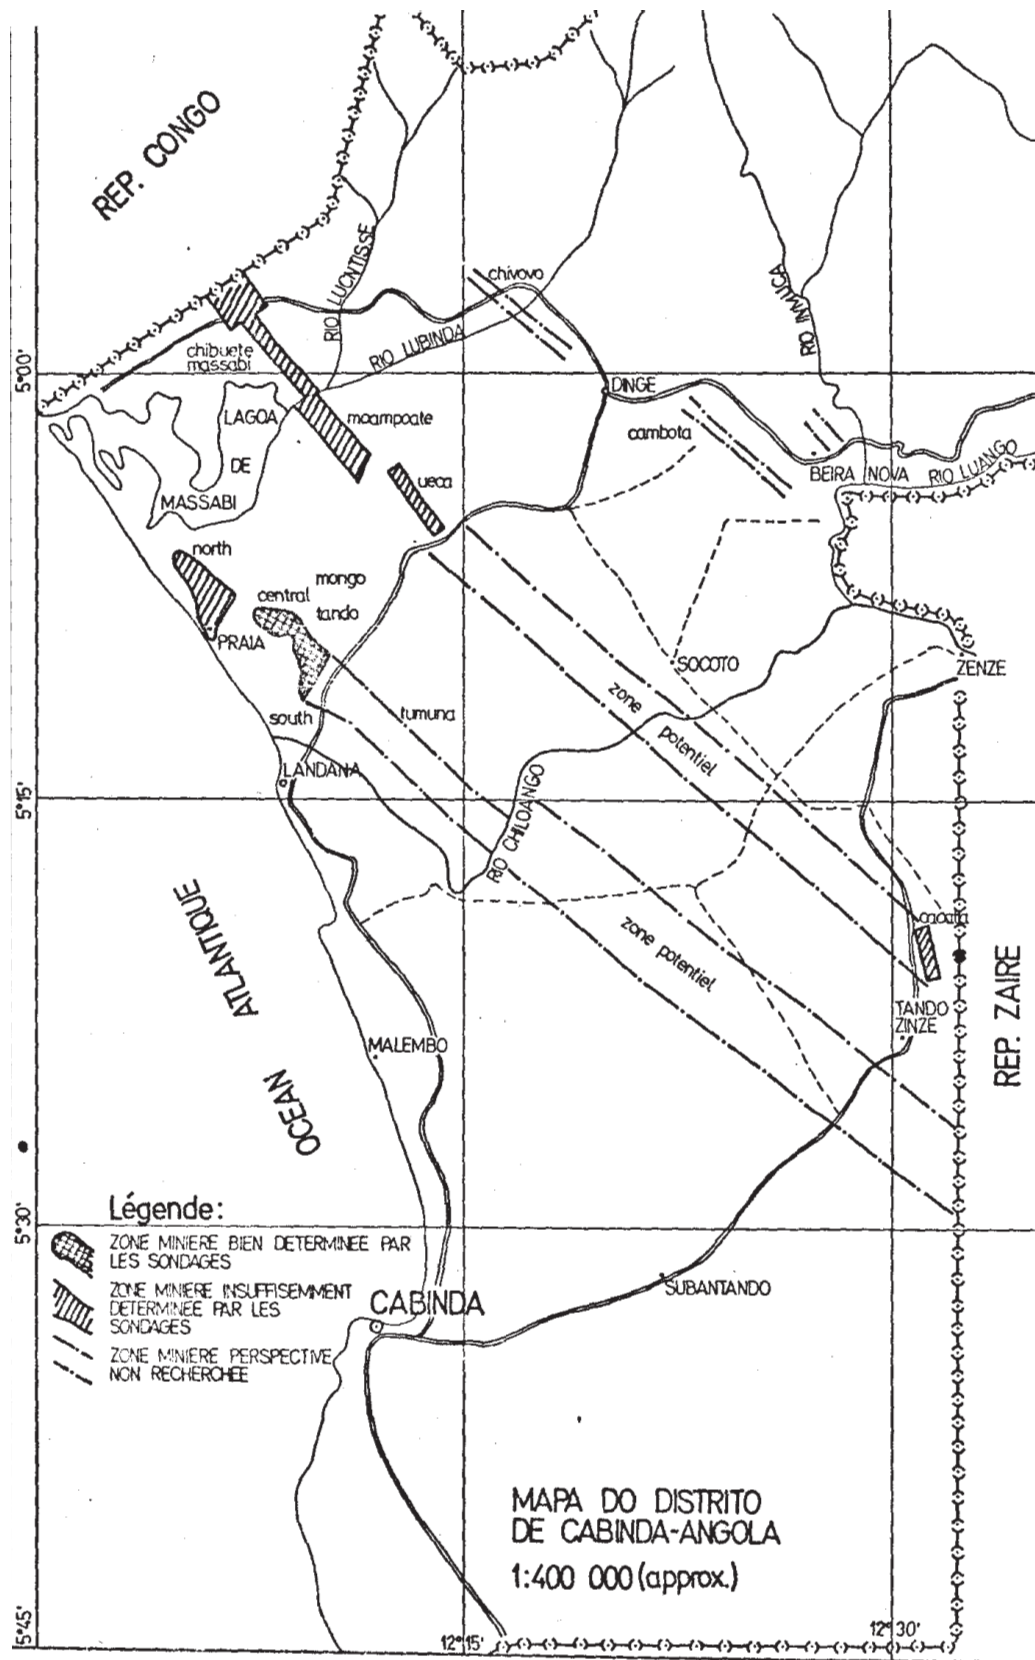 REP. CONGO
RIO LUCNTISSE
chivovo
RIO INMUCA
RIO LUBINDA
chibuete
massabi
5°00'
DINGE
LAGOA
moampoate
cambota
DE
ueca
BEIRA NOVA
RIO LUANGO
MASSABI
north
mongo
central
tando
PRAIA
SOCOTO
ZENZE
zone
potentiel
south
tumuna
LANDANA
5°15'
RIO CHILOANGO
OCEAN ATLANTIQUE
zone potentiel
REP. ZAIRE
TANDO
ZINZE
MALEMBO
Légende:
5°30'
ZONE MINIERE BIEN DETERMINEE PAR
LES SONDAGES
ZONE MINIERE INSUFFISEMMENT
DETERMINEE PAR LES
SONDAGES
ZONE MINIERE PERSPECTIVE
NON RECHERCHEE
CABINDA
SUBANTANDO
MAPA DO DISTRITO
DE CABINDA-ANGOLA
1:400 000 (approx.)
5°45'
12°15'
12°30'